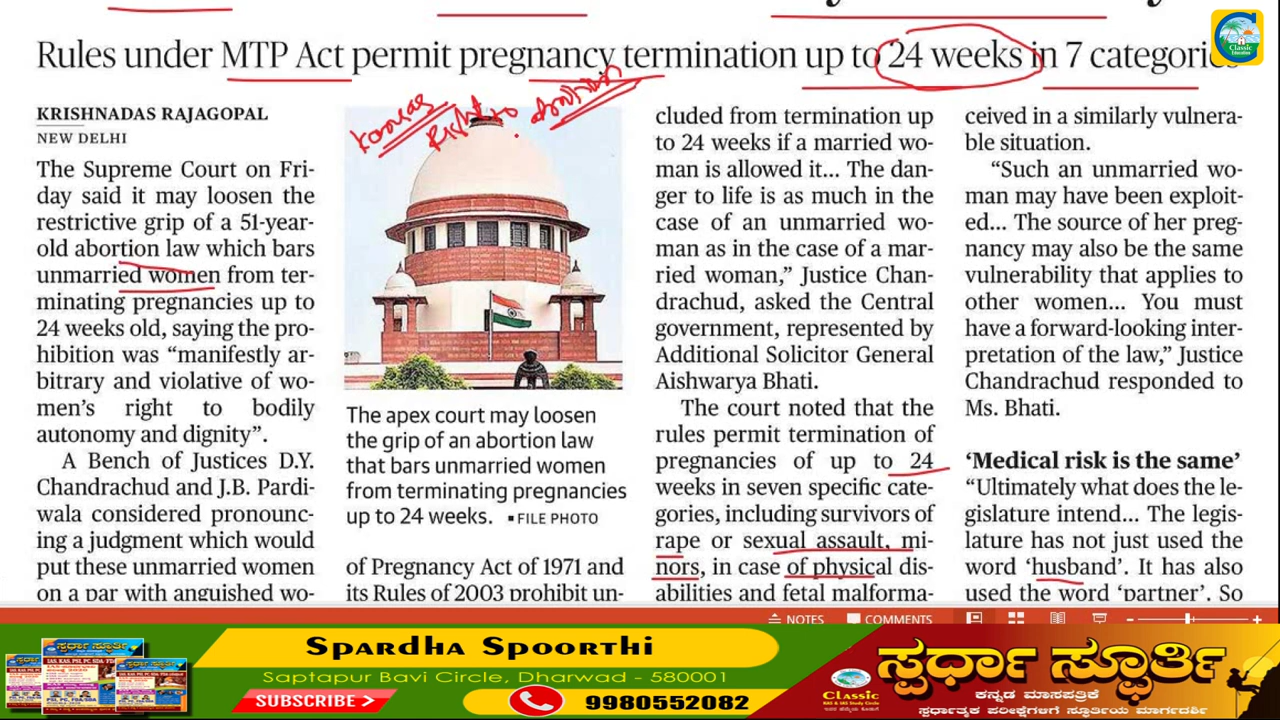 Rules under MTP Act permit pregnancy termination up to 24 weeks in 7 categories
KRISHNADAS RAJAGOPAL
NEW DELHI
The Supreme Court on Fri-
day said it may loosen the
restrictive grip of a 51-year-
old abortion law which bars
unmarried women from ter-
minating pregnancies up to
24 weeks old, saying the pro-
hibition was “manifestly ar-
bitrary and violative of wo-
men’s right to bodily
autonomy and dignity”.
A Bench of Justices D.Y.
Chandrachud and J.B. Pardi-
wala considered pronounc-
ing a judgment which would
put these unmarried women
on a par with anguished wo-
Kansas
Right to
abortion
The apex court may loosen
the grip of an abortion law
that bars unmarried women
from terminating pregnancies
up to 24 weeks. ▪FILE PHOTO
of Pregnancy Act of 1971 and
its Rules of 2003 prohibit un-
cluded from termination up
to 24 weeks if a married wo-
man is allowed it... The dan-
ger to life is as much in the
case of an unmarried wo-
man as in the case of a mar-
ried woman,” Justice Chan-
drachud, asked the Central
government, represented by
Additional Solicitor General
Aishwarya Bhati.
The court noted that the
rules permit termination of
pregnancies of up to 24
weeks in seven specific cate-
gories, including survivors of
rape or sexual assault, mi-
nors, in case of physical dis-
abilities and fetal malforma-
ceived in a similarly vulnera-
ble situation.
“Such an unmarried wo-
man may have been exploit-
ed... The source of her preg-
nancy may also be the same
vulnerability that applies to
other women... You must
have a forward-looking inter-
pretation of the law,” Justice
Chandrachud responded to
Ms. Bhati.
‘Medical risk is the same’
“Ultimately what does the le-
gislature intend... The legis-
lature has not just used the
word ‘husband’. It has also
used the word ‘partner’. So
Classic
Education
NOTES
COMMENTS
Spardha Spoorthi
Saptapur Bavi Circle, Dharwad - 580001
SUBSCRIBE
9980552082
Classic
KAS & IAS Study Circle
ಸ್ಪರ್ಧಾ ಸ್ಫೂರ್ತಿ
ಕನ್ನಡ ಮಾಸಪತ್ರಿಕೆ
ಸ್ಪರ್ಧಾತ್ಮಕ ಪರೀಕ್ಷೆಗಳಿಗೆ ಸ್ಫೂರ್ತಿಯ ಮಾರ್ಗದರ್ಶಿ